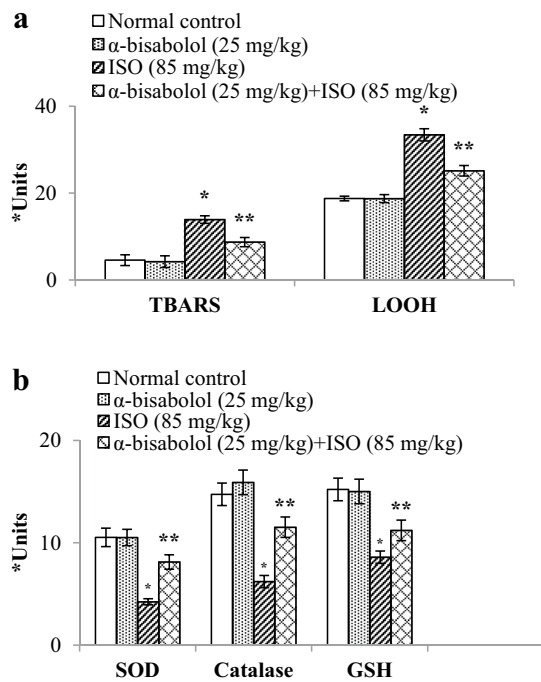 a
Normal control
α-bisabolol (25 mg/kg)
ISO (85 mg/kg)
α-bisabolol (25 mg/kg)+ISO (85 mg/kg)
40
20
0
*Units
*
**
*
**
TBARS LOOH
b
Normal control
α-bisabolol (25 mg/kg)
ISO (85 mg/kg)
α-bisabolol (25 mg/kg)+ISO (85 mg/kg)
20
10
0
*Units
*
**
*
**
*
**
SOD Catalase GSH